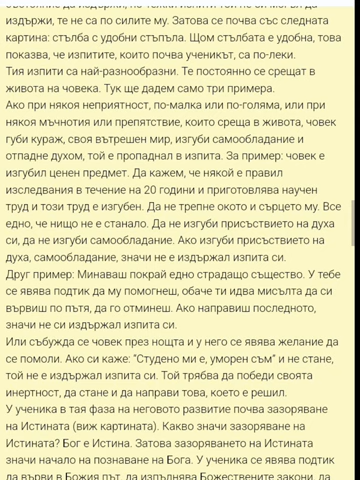 издържи, те не са по силите му. Затова се почва със следната
картина: стълба с удобни стъпъла. Щом стълбата е удобна, това
показва, че изпитите, които почва ученикът, са по-леки.
Тия изпити са най-разнообразни. Те постоянно се срещат в
живота на човека. Тук ще дадем само три примера.
Ако при някоя неприятност, по-малка или по-голяма, или при
някоя мъчнотия или препятствие, които среща в живота, човек
губи кураж, своя вътрешен мир, изгуби самообладание и
отпадне духом, той е пропаднал в изпита. За пример: човек е
изгубил ценен предмет. Да кажем, че някой е правил
изследвания в течение на 20 години и приготовлява научен
труд и този труд е изгубен. Да не трепне окото и сърцето му. Все
едно, че нищо не е станало. Да не изгуби присъствието на духа
си, да не изгуби самообладание. Ако изгуби присъствието на
духа, самообладание, значи не е издържал изпита си.
Друг пример: Минаваш покрай едно страдащо същество. У тебе
се явява подтик да му помогнеш, обаче ти идва мисълта да си
вървиш по пътя, да го отминеш. Ако направиш последното,
значи не си издържал изпита си.
Или събужда се човек през нощта и у него се явява желание да
се помоли. Ако си каже: "Студено ми е, уморен съм" и не стане,
той не е издържал изпита си. Той трябва да победи своята
инертност, да стане и да направи това, което е решил.
У ученика в тая фаза на неговото развитие почва зазоряване
на Истината (виж картината). Какво значи зазоряване на
Истината? Бог е Истина. Затова зазоряването на Истината
значи начало на познаване на Бога. У ученика се явява подтик
да върви в Божия път, да изпълнява Божествените закони, да